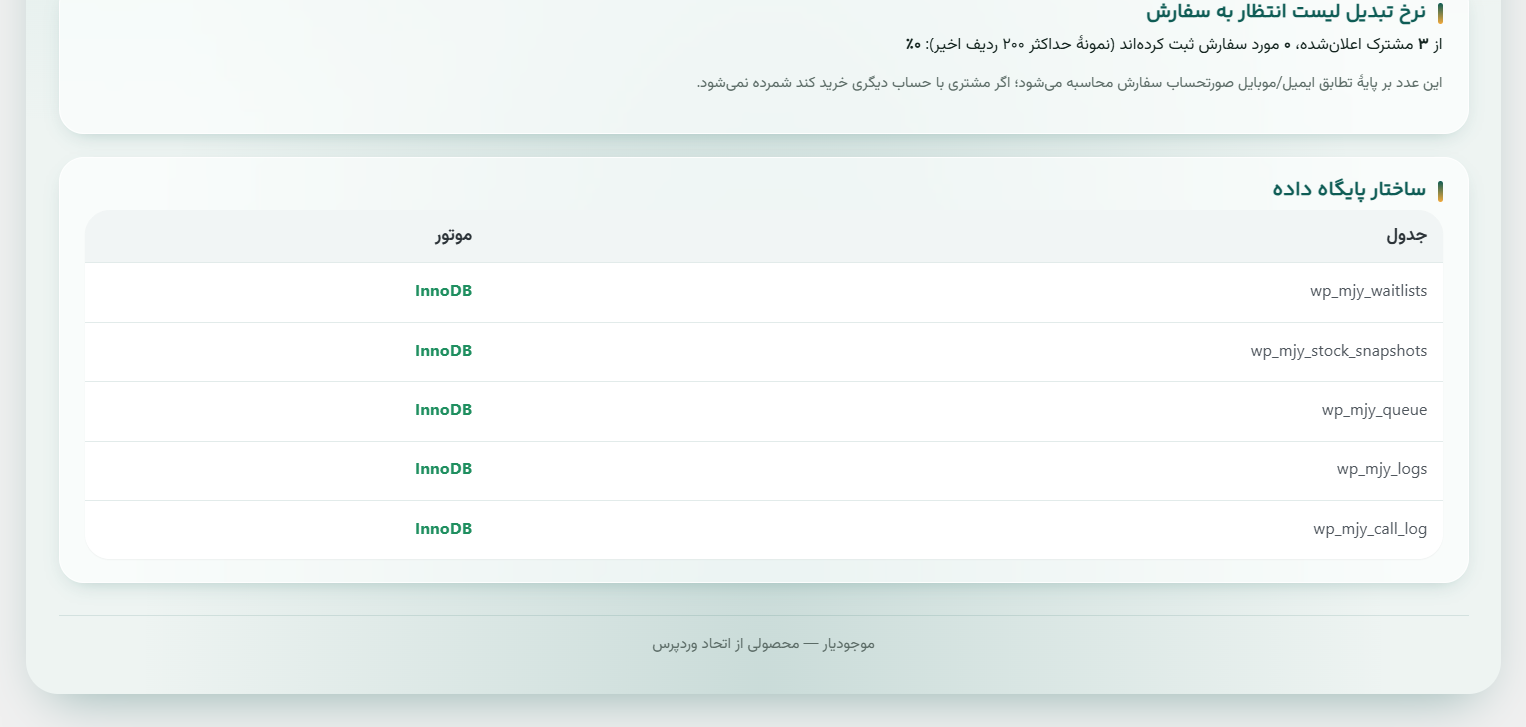 نرخ تبدیل لیست انتظار به سفارش
از ۳ مشترک اعلان‌شده، ۰ مورد سفارش ثبت کرده‌اند (نمونهٔ حداکثر ۲۰۰ ردیف اخیر): ۰٪
این عدد بر پایهٔ تطابق ایمیل/موبایل صورتحساب سفارش محاسبه می‌شود؛ اگر مشتری با حساب دیگری خرید کند شمرده نمی‌شود.
ساختار پایگاه داده
جدول موتور
wp_mjy_waitlists InnoDB
wp_mjy_stock_snapshots InnoDB
wp_mjy_queue InnoDB
wp_mjy_logs InnoDB
wp_mjy_call_log InnoDB
موجودیار — محصولی از اتحاد وردپرس